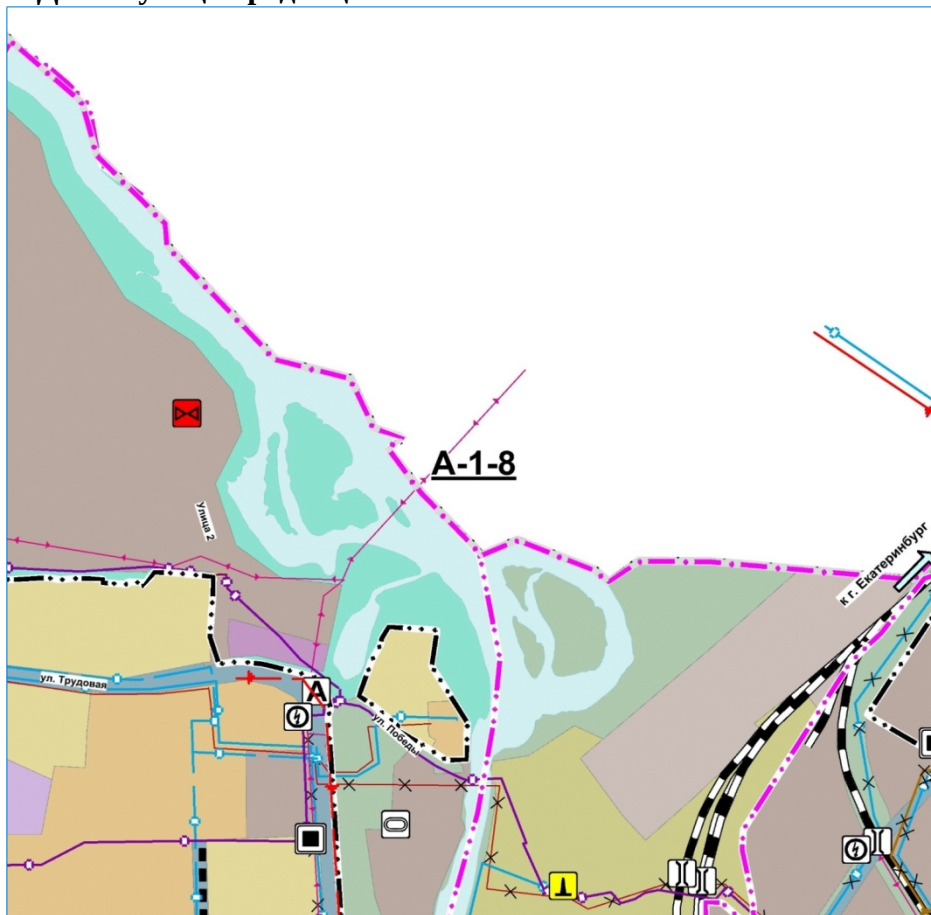 А-1-8
Улица 2
к г. Екатеринбург
ул. Трудовая
А
ул. Победы